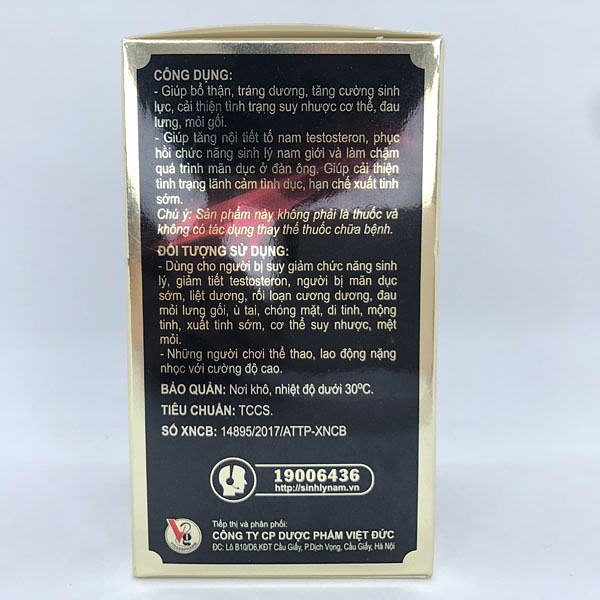 CÔNG DỤNG:
- Giúp bổ thận, tráng dương, tăng cường sinh
lực, cải thiện tình trạng suy nhược cơ thể, đau
lưng, mỏi gối.
- Giúp tăng nội tiết tố nam testosteron, phục
hồi chức năng sinh lý nam giới và làm chậm
quá trình mãn dục ở đàn ông. Giúp cải thiện
tình trạng lãnh cảm tình dục, hạn chế xuất tinh
sớm.
Chú ý: Sản phẩm này không phải là thuốc và
không có tác dụng thay thế thuốc chữa bệnh.
ĐỐI TƯỢNG SỬ DỤNG:
- Dùng cho người bị suy giảm chức năng sinh
lý, giảm tiết testosteron, người bị mãn dục
sớm, liệt dương, rối loạn cương dương, đau
mỏi lưng gối, ù tai, chóng mặt, di tinh, mộng
tinh, xuất tinh sớm, cơ thể suy nhược, mệt
mỏi.
- Những người chơi thể thao, lao động nặng
nhọc với cường độ cao.
BẢO QUẢN: Nơi khô, nhiệt độ dưới 30ºC.
TIÊU CHUẨN: TCCS.
SỐ XNCB: 14895/2017/ATTP-XNCB
19006436
http://sinhlynam.vn
Tiếp thị và phân phối:
CÔNG TY CP DƯỢC PHẨM VIỆT ĐỨC
ĐC: Lô B10/D6,KĐT Cầu Giấy, P.Dịch Vọng, Cầu Giấy, Hà Nội